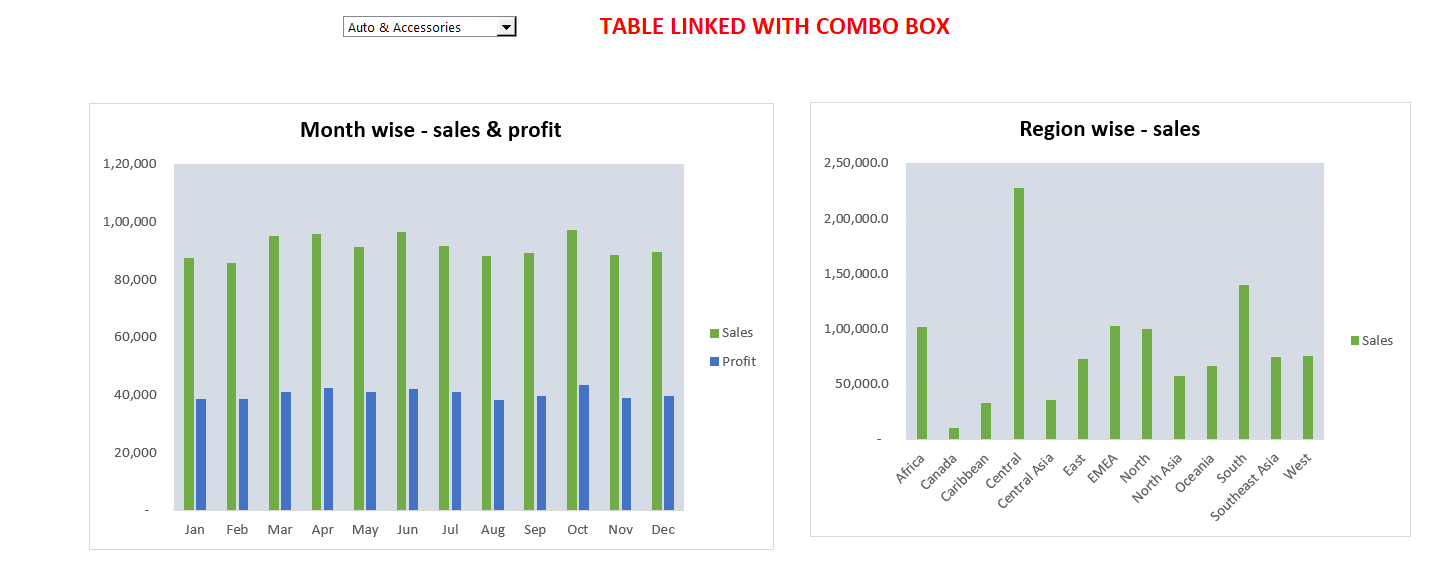 Auto & Accessories
TABLE LINKED WITH COMBO BOX
Month wise - sales & profit
1,20,000
1,00,000
80,000
60,000
40,000
20,000
-
Jan Feb Mar Apr May Jun Jul Aug Sep Oct Nov Dec
Sales
Profit
Region wise - sales
2,50,000.0
2,00,000.0
1,50,000.0
1,00,000.0
50,000.0
-
Africa
Canada
Caribbean
Central
Central Asia
East
EMEA
North
North Asia
Oceania
South
Southeast Asia
West
Sales